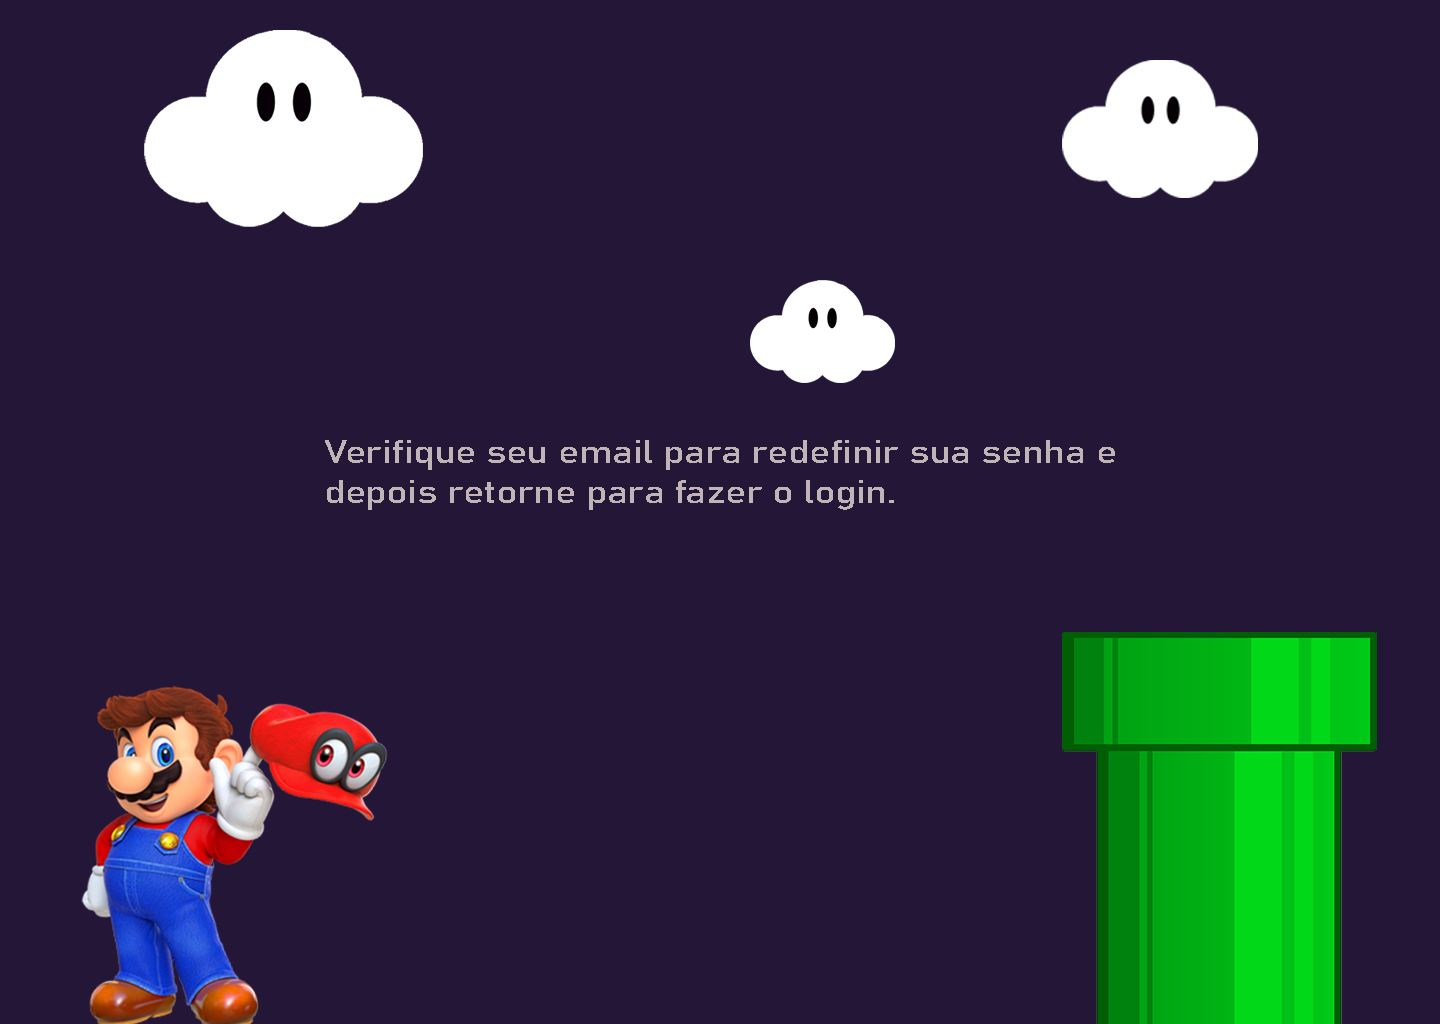 Verifique seu email para redefinir sua senha e
depois retorne para fazer o login.